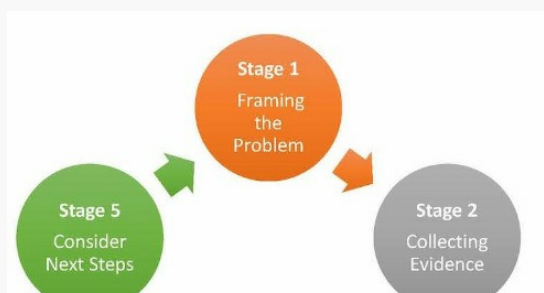 Stage 1
Framing
the
Problem
Stage 5
Consider
Next Steps
Stage 2
Collecting
Evidence